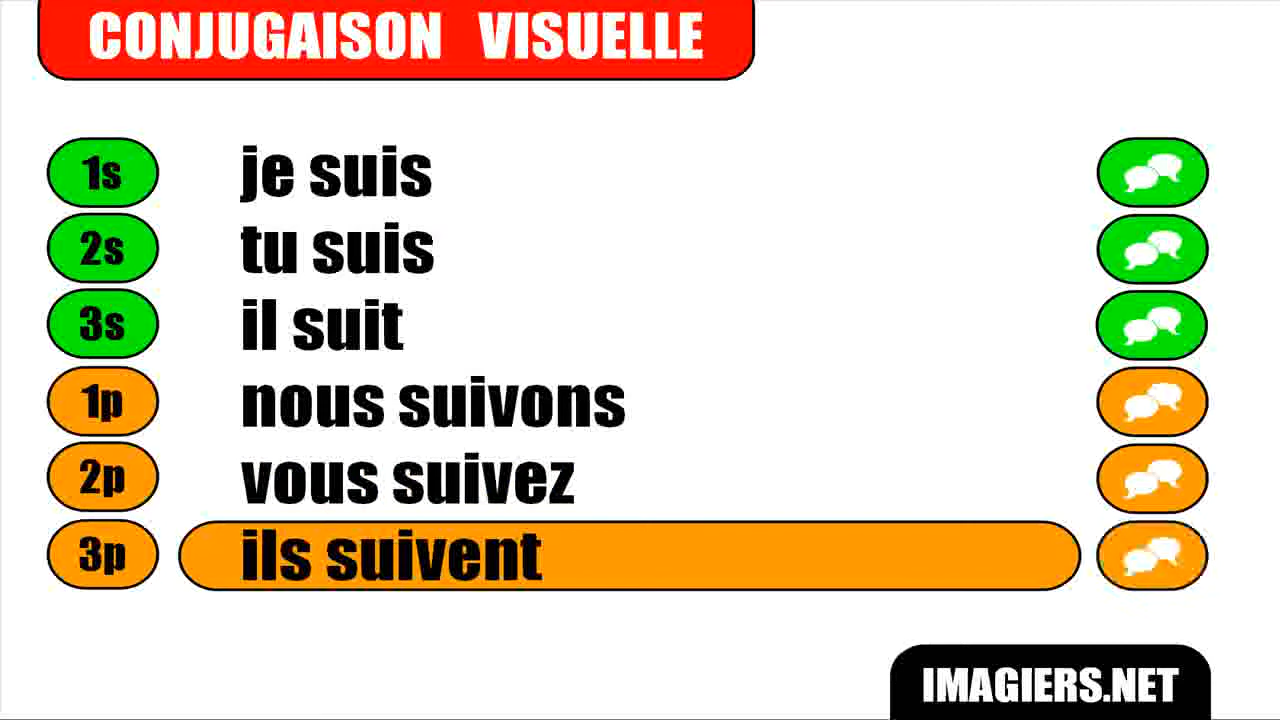 CONJUGAISON VISUELLE
1s je suis
2s tu suis
3s il suit
1p nous suivons
2p vous suivez
3p ils suivent
IMAGIERS.NET